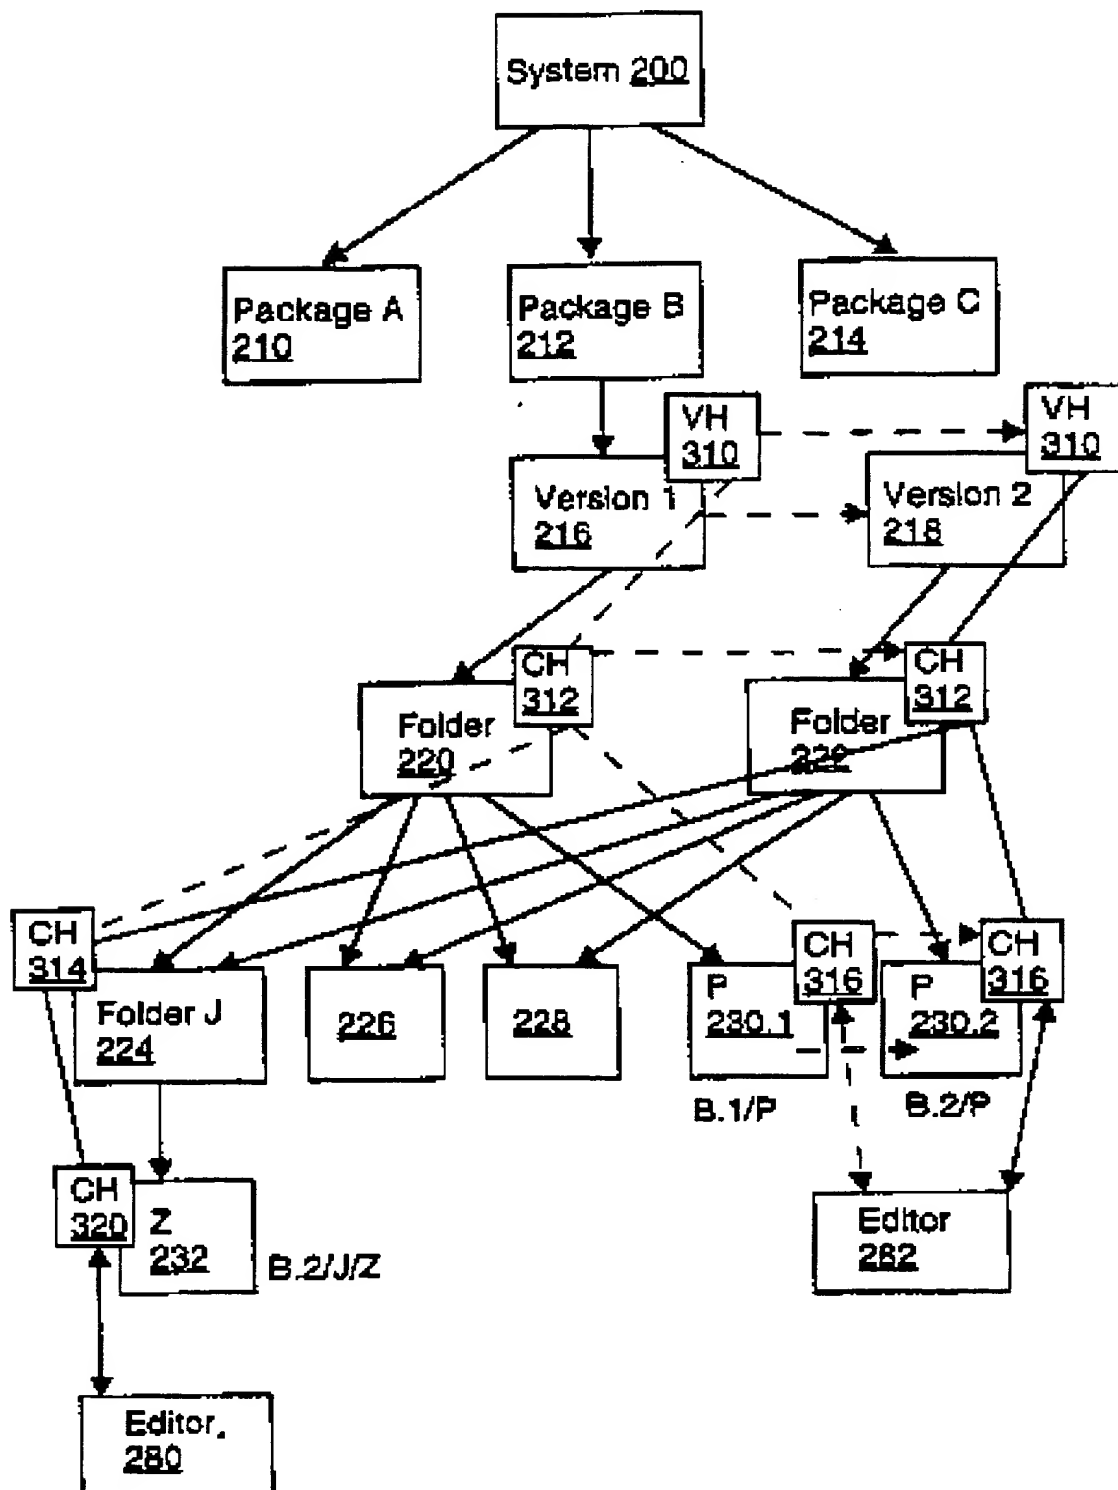 System 200
Package A
210
Package B
212
Package C
214
VH
310
VH
310
Version 1
216
Version 2
218
CH
312
CH
312
Folder
220
Folder
222
CH
314
Folder J
224
226
228
CH
316
P
230.1
CH
316
P
230.2
B.1/P
B.2/P
CH
320
Z
232
B.2/J/Z
Editor
282
Editor
280